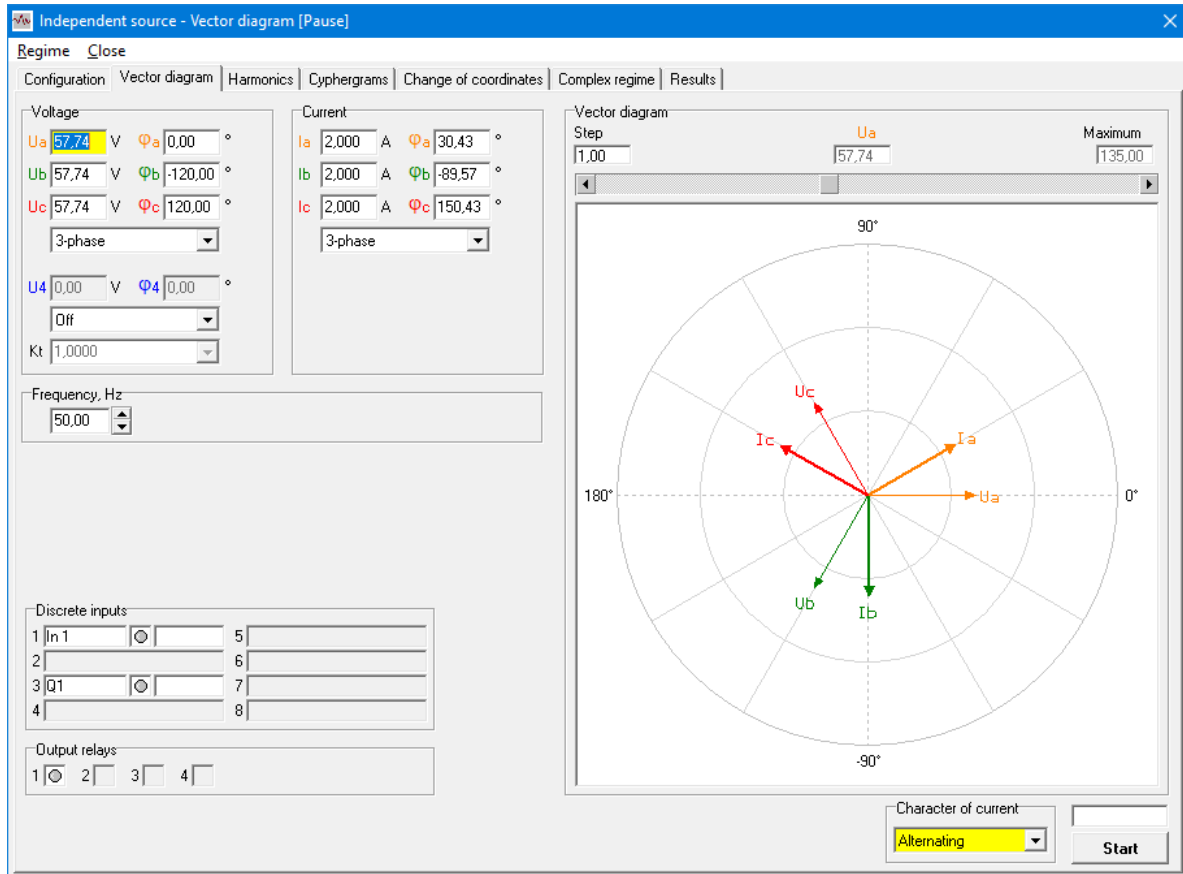 Independent source - Vector diagram [Pause]
Regime Close
Configuration Vector diagram Harmonics Cyphergrams Change of coordinates Complex regime Results
Voltage
Ua 57,74 V φa 0,00 °
Ub 57,74 V φb -120,00 °
Uc 57,74 V φc 120,00 °
3-phase
U4 0,00 V φ4 0,00 °
Off
Kt 1,0000
Current
Ia 2,000 A φa 30,43 °
Ib 2,000 A φb -89,57 °
Ic 2,000 A φc 150,43 °
3-phase
Frequency, Hz
50,00
Vector diagram
Step Ua Maximum
1,00 57,74 135,00
90°
Uc
Ic Ia
180° Ua 0°
Ub Ib
-90°
Discrete inputs
1 In 1 5
2 6
3 Q1 7
4 8
Output relays
1 2 3 4
Character of current
Alternating
Start